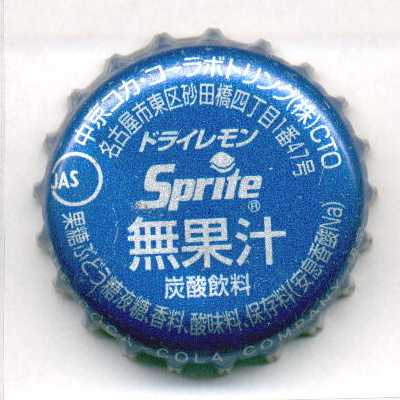 中京コカ・コーラボトリング(株)CTO
名古屋市東区砂田橋四丁目1番47号
ドライレモン
JAS
Sprite®
無果汁
炭酸飲料
果糖ぶどう糖液糖、香料、酸味料、保存料(安息香酸Na)
COCA-COLA COMPANY